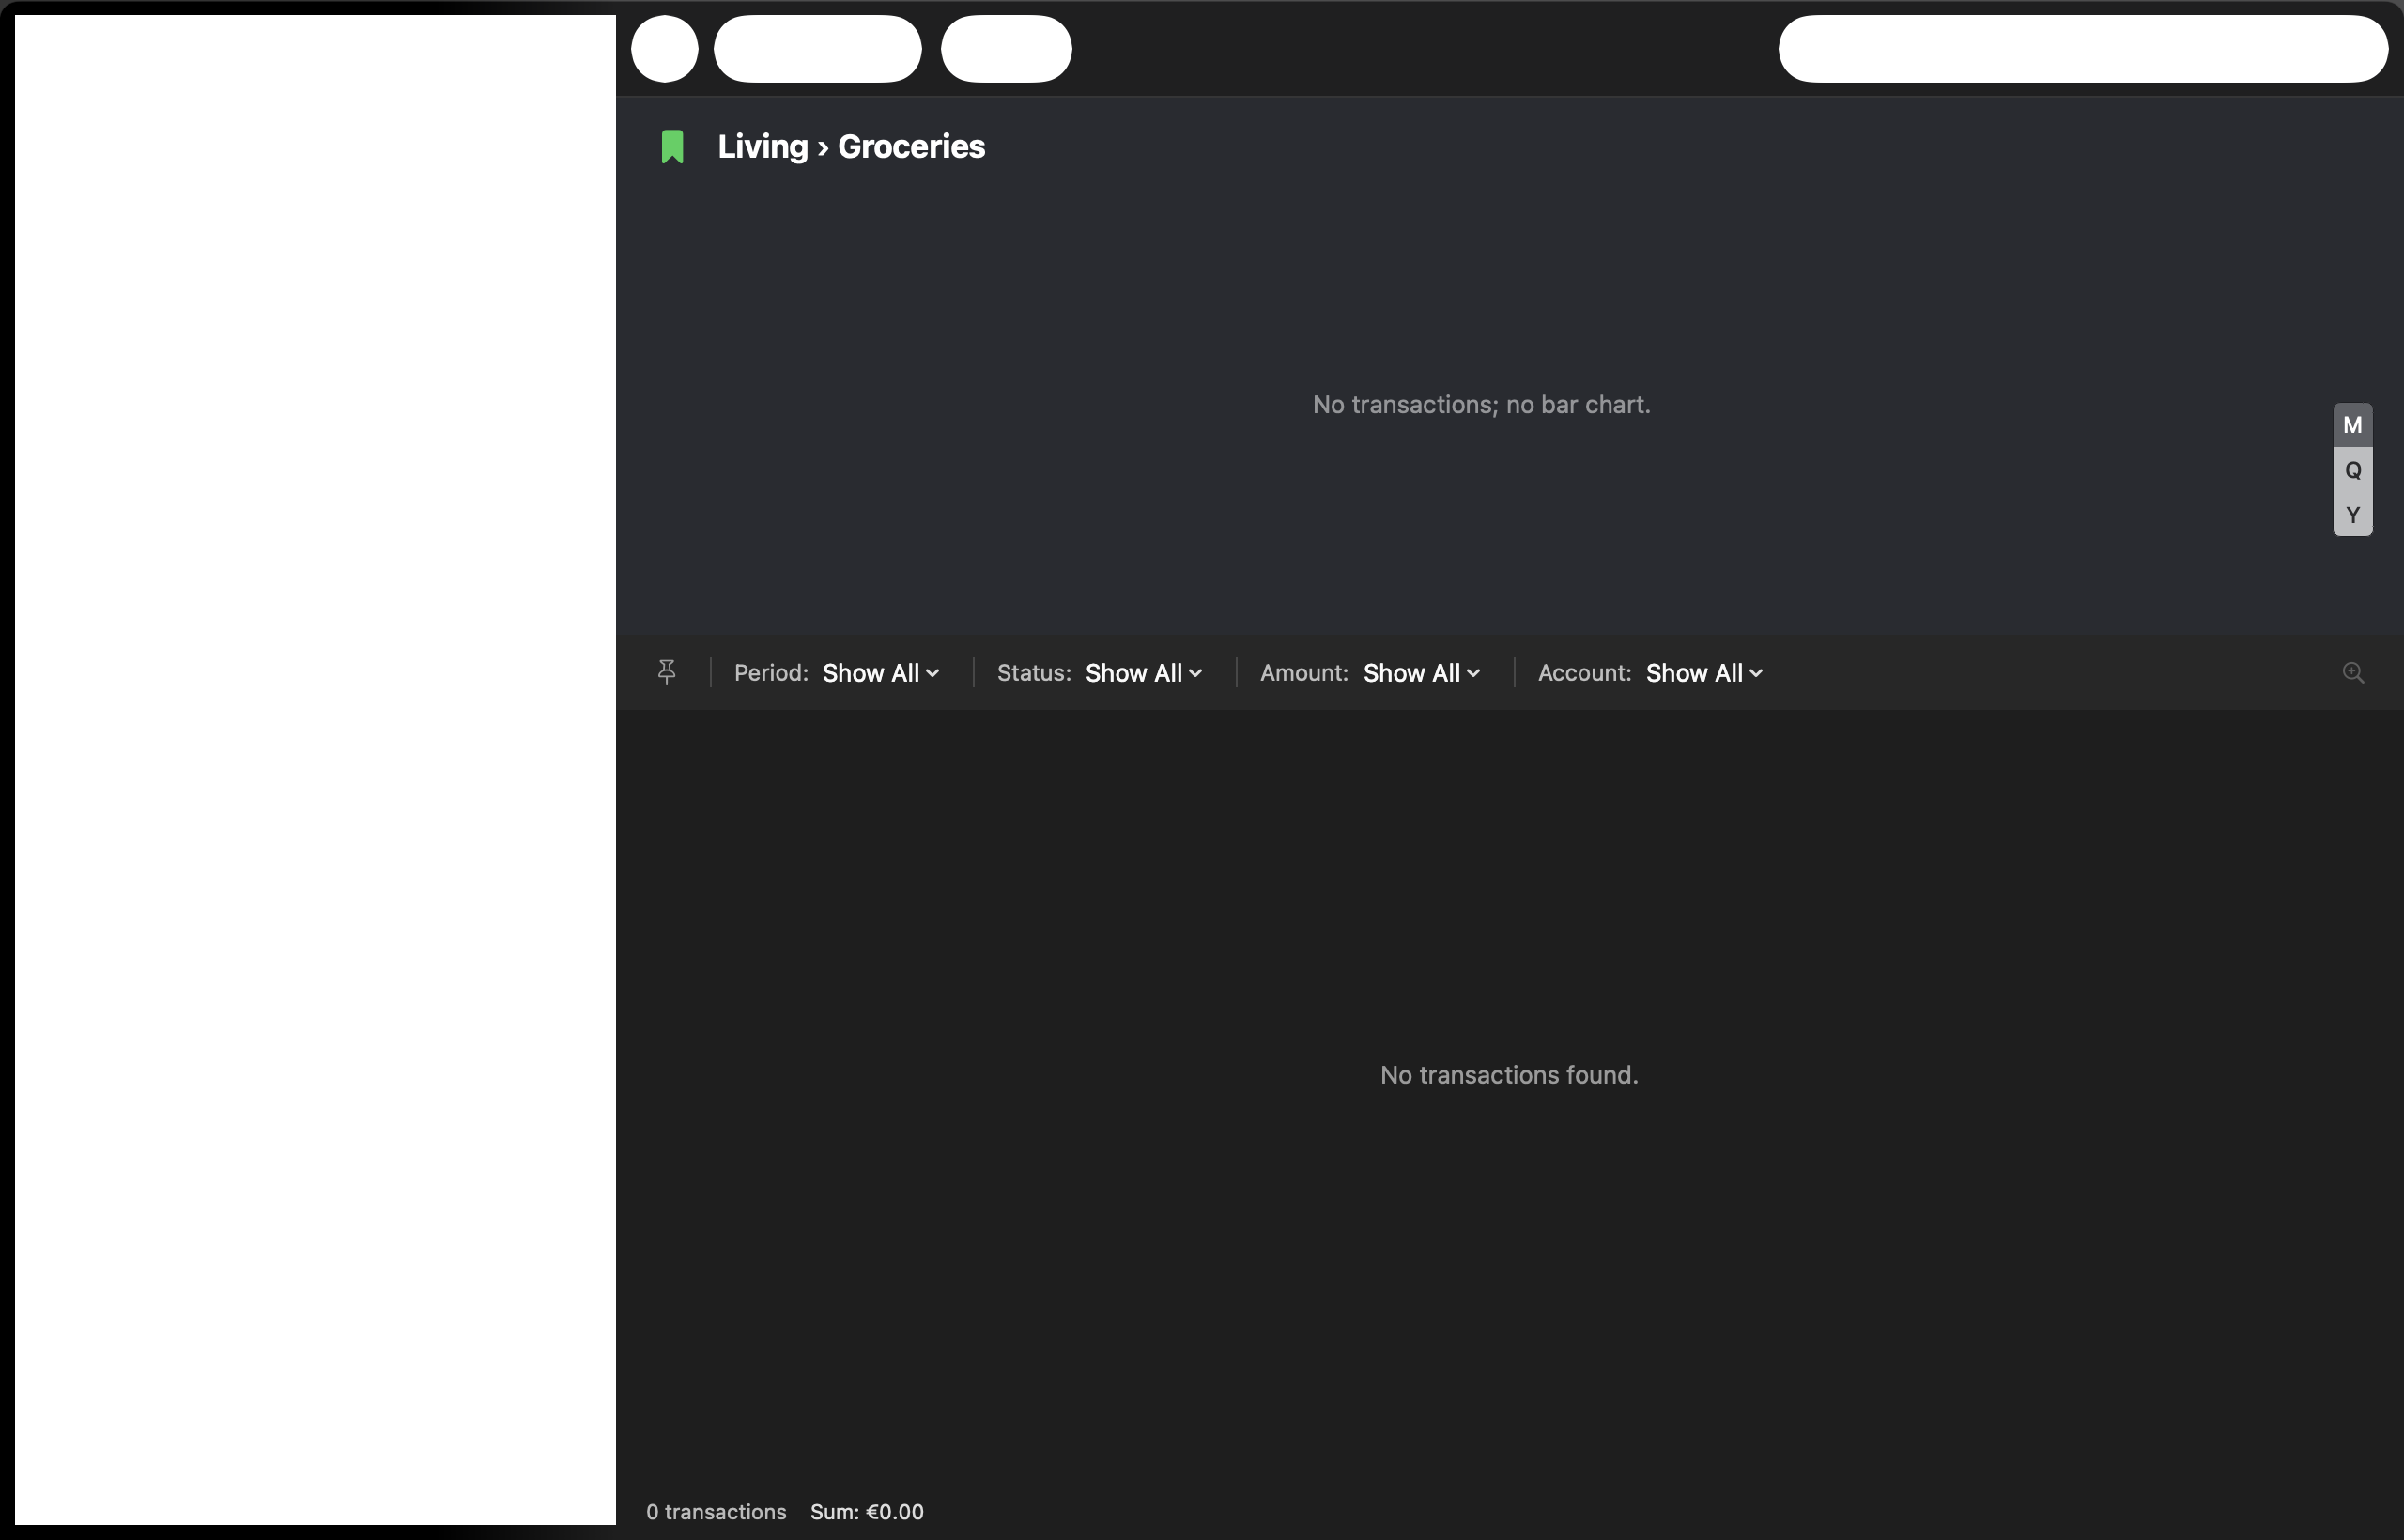 Living › Groceries
No transactions; no bar chart.
M
Q
Y
Period: Show All Status: Show All Amount: Show All Account: Show All
No transactions found.
0 transactions Sum: €0.00